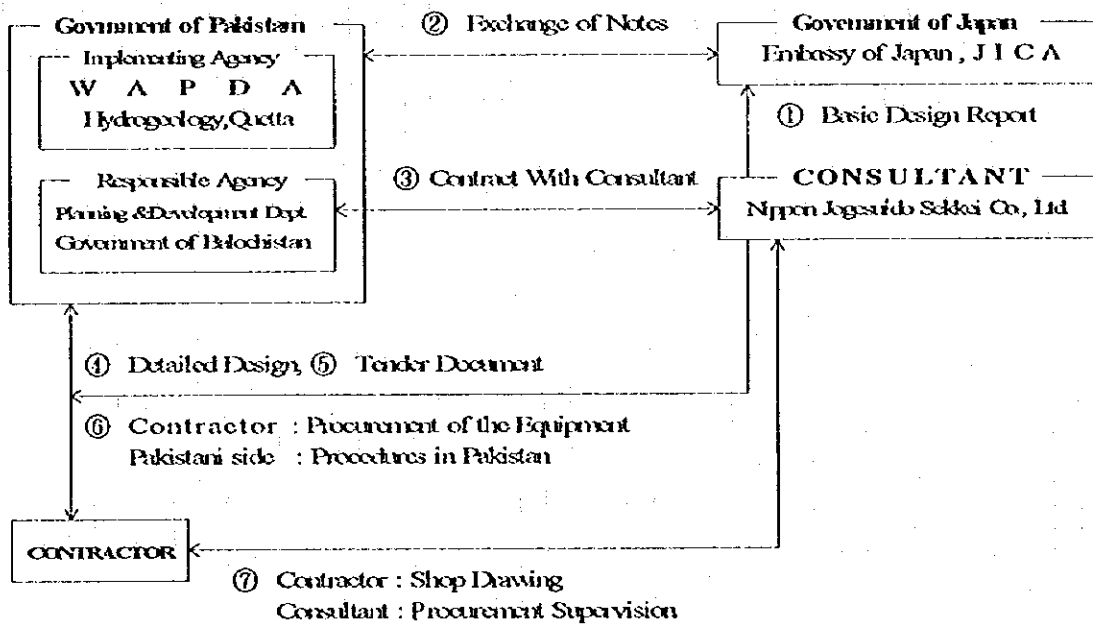 Government of Pakistan
② Exchange of Notes
Government of Japan
Embassy of Japan , J I C A
Implementing Agency
W A P D A
Hydrogeology, Quetta
① Basic Design Report
Responsible Agency
Planning &Development Dept.
Government of Balochistan
③ Contract With Consultant
CONSULTANT
Nippon Jogesuido Sekkei Co., Ltd.
④ Detailed Design, ⑤ Tender Document
⑥ Contractor : Procurement of the Equipment
Pakistani side : Procedures in Pakistan
CONTRACTOR
⑦ Contractor : Shop Drawing
Consultant : Procurement Supervision